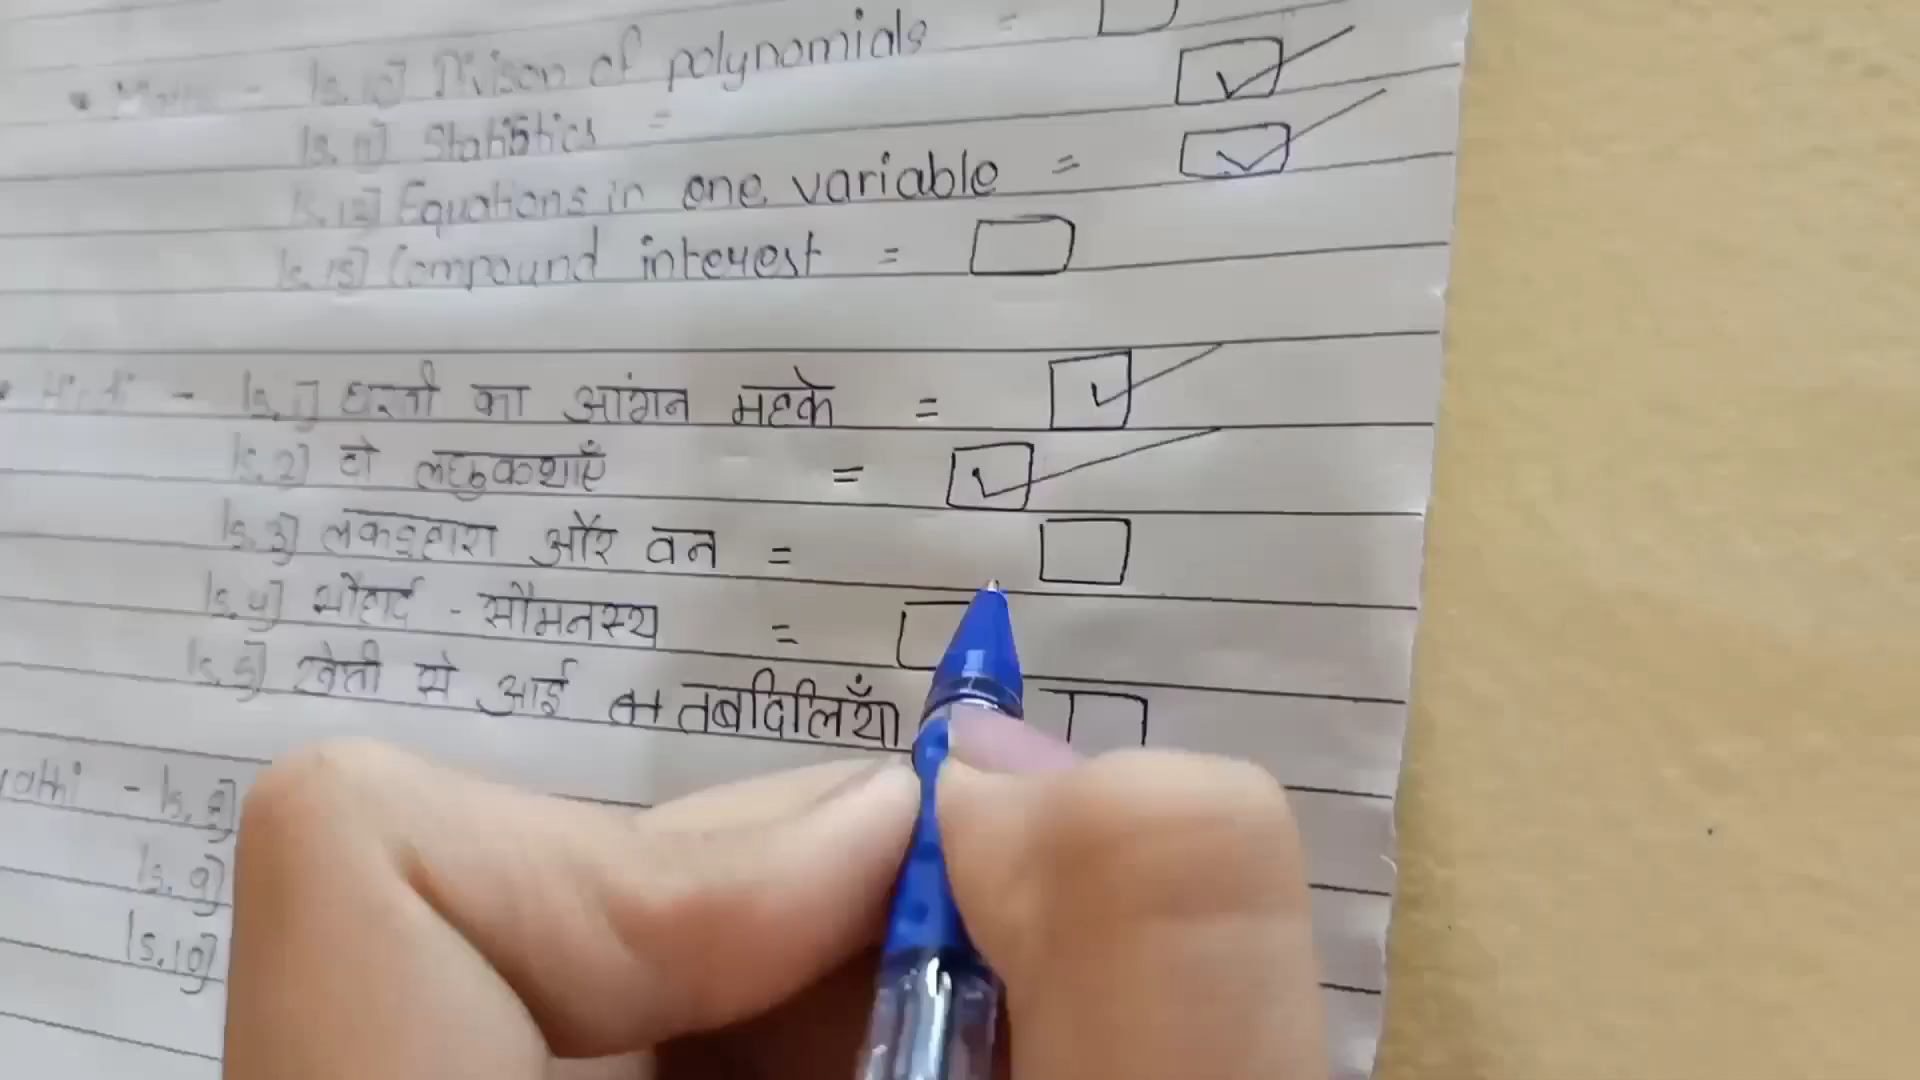 Maths - ls.10] Divison of polynomials =
ls.11] Statistics =
ls.12] Equations in one variable =
ls.15] Compound interest =
Hindi - ls.1] धरती का आंगन महके =
ls.2] दो लघुकथाएँ =
ls.3] लकड़हारा और वन =
ls.4] सौहार्द - सौमनस्य =
ls.5] खेती से आई तबदिलियाँ
ls.8]
ls.9]
ls.10]